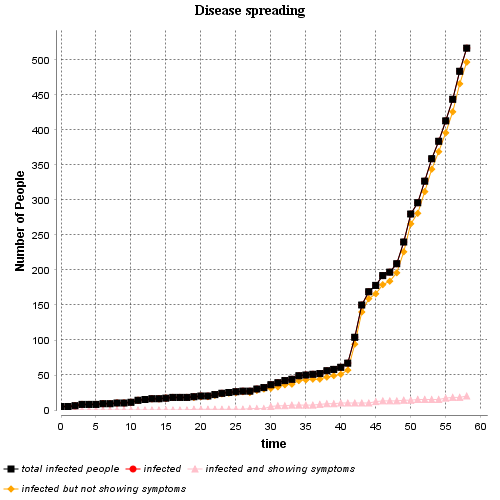 Disease spreading
Number of People
500
450
400
350
300
250
200
150
100
50
0
0 5 10 15 20 25 30 35 40 45 50 55 60
time
total infected people infected infected and showing symptoms
infected but not showing symptoms